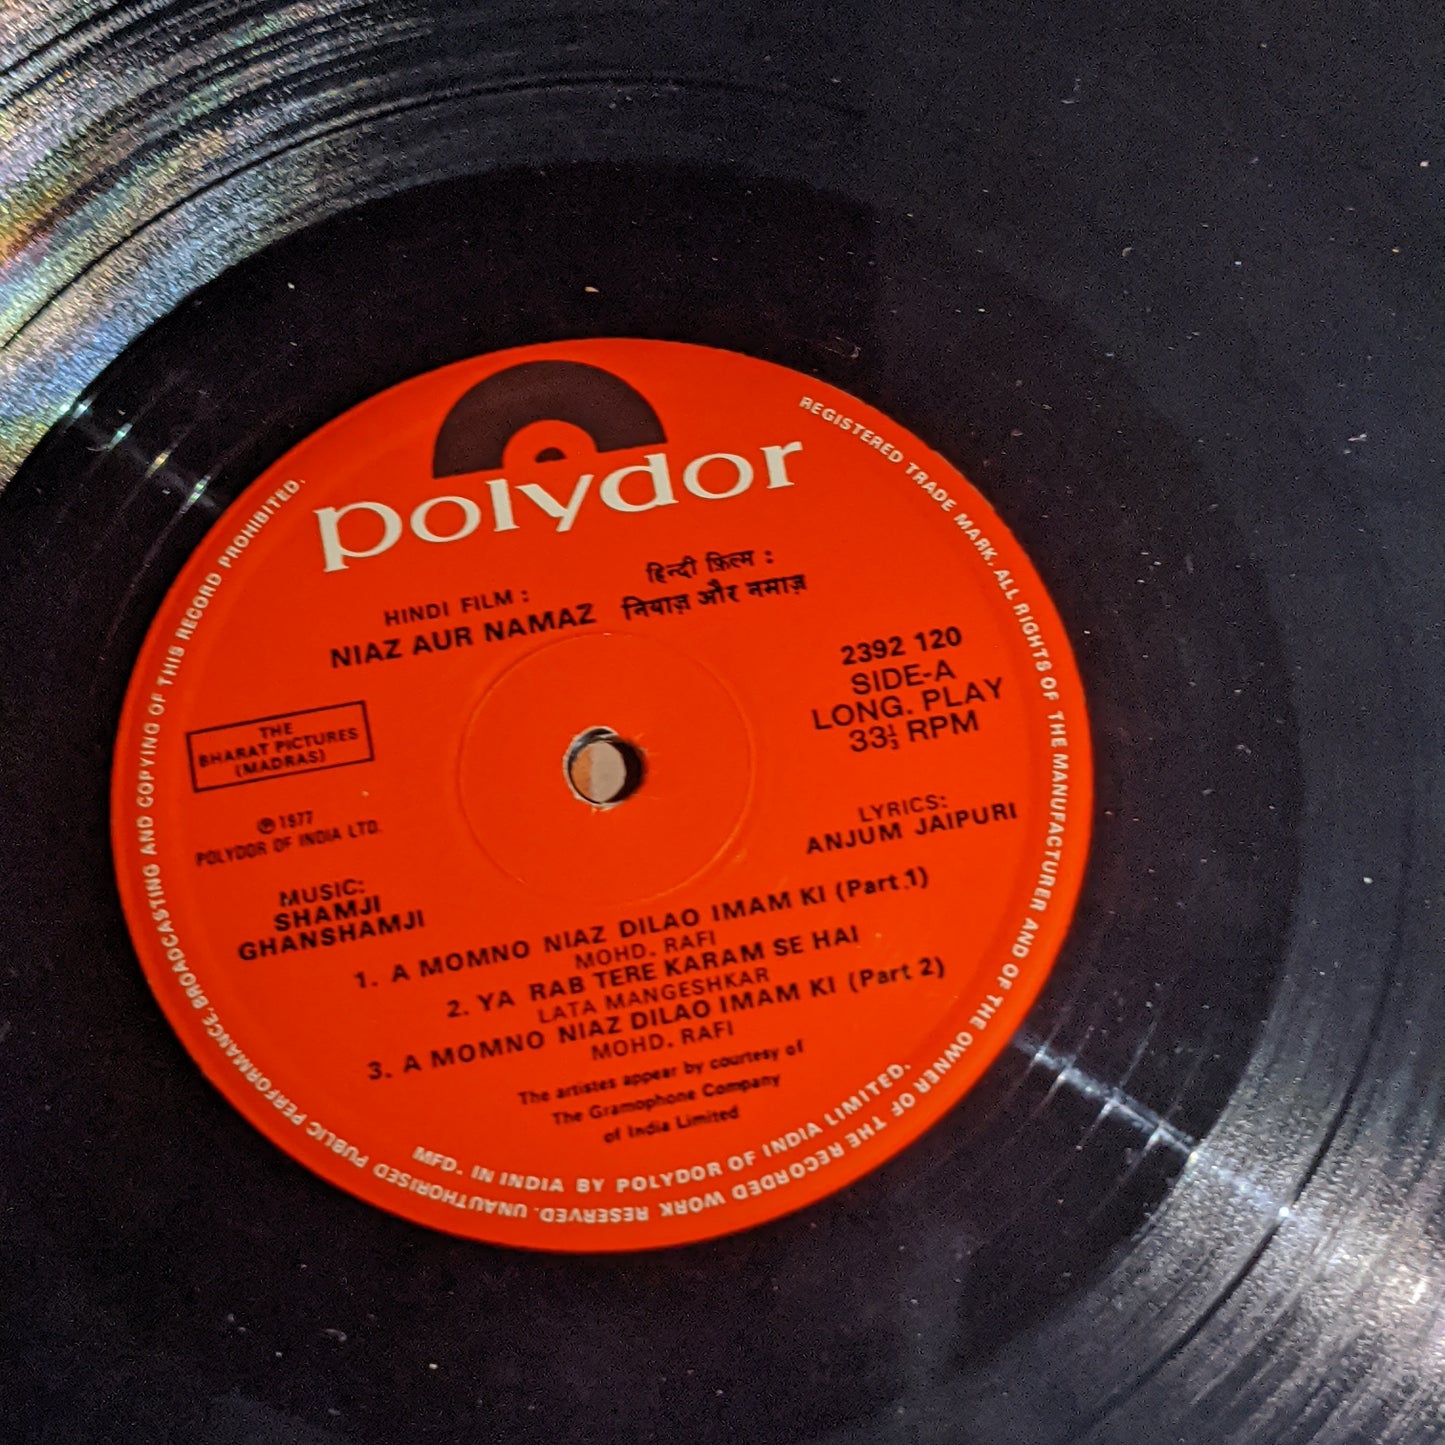 polydor
HINDI FILM :
NIAZ AUR NAMAZ
हिन्दी फ़िल्म :
नियाज़ और नमाज़
2392 120
SIDE-A
LONG. PLAY
33⅓ RPM
THE
BHARAT PICTURES
(MADRAS)
℗ 1977
POLYDOR OF INDIA LTD.
LYRICS:
ANJUM JAIPURI
MUSIC:
SHAMJI
GHANSHAMJI
1. A MOMNO NIAZ DILAO IMAM KI (Part.1)
MOHD. RAFI
2. YA RAB TERE KARAM SE HAI
LATA MANGESHKAR
3. A MOMNO NIAZ DILAO IMAM KI (Part 2)
MOHD. RAFI
The artistes appear by courtesy of
The Gramophone Company
of India Limited
MFD. IN INDIA BY POLYDOR OF INDIA LIMITED.
REGISTERED TRADE MARK. ALL RIGHTS OF THE MANUFACTURER AND OF THE OWNER OF THE RECORDED WORK RESERVED. UNAUTHORISED PUBLIC PERFORMANCE, BROADCASTING AND COPYING OF THIS RECORD PROHIBITED.